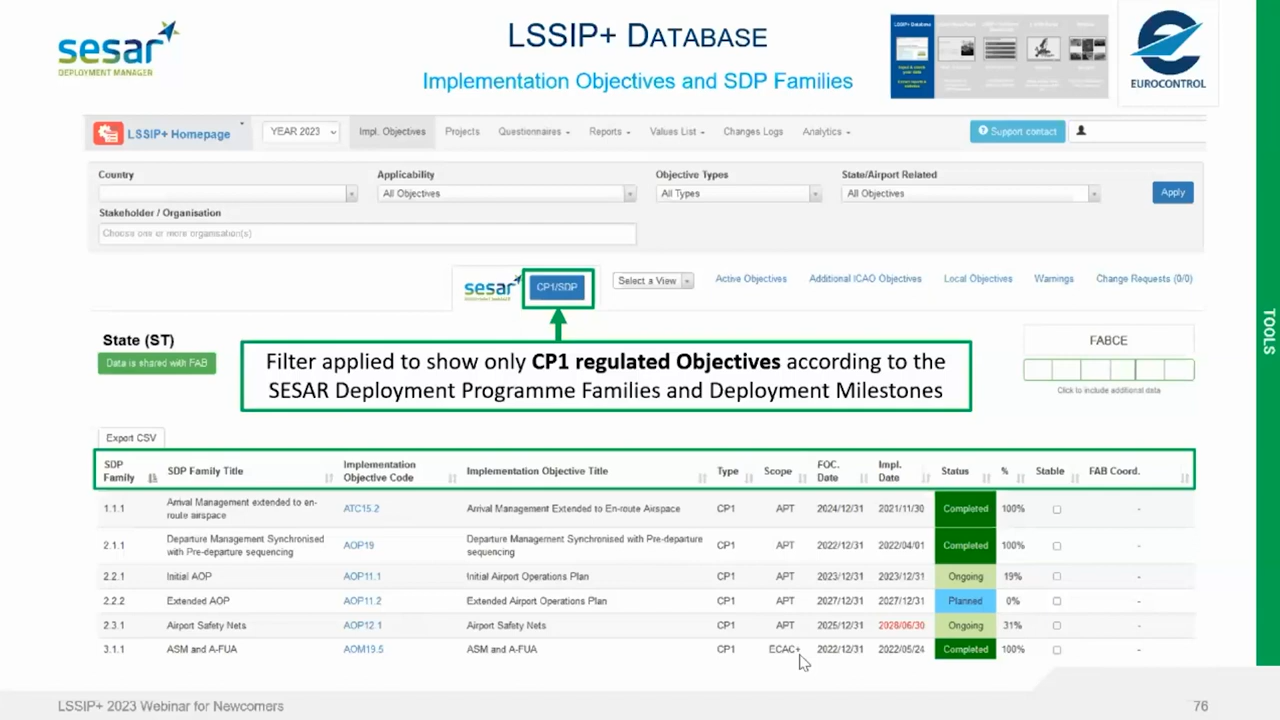 sesar
DEPLOYMENT MANAGER
LSSIP+ DATABASE
Implementation Objectives and SDP Families
LSSIP+ Database
EUROCONTROL
LSSIP+ Homepage
YEAR 2023
Impl. Objectives
Projects
Questionnaires
Reports
Values List
Changes Logs
Analytics
Support contact
Country
Applicability
Objective Types
State/Airport Related
All Objectives
All Types
All Objectives
Apply
Stakeholder / Organisation
Choose one or more organisation(s)
sesar
CP1/SDP
Select a View
Active Objectives
Additional ICAO Objectives
Local Objectives
Warnings
Change Requests (0/0)
State (ST)
Data is shared with FAB
Filter applied to show only CP1 regulated Objectives according to the
SESAR Deployment Programme Families and Deployment Milestones
FABCE
Click to include additional data
TOOLS
Export CSV
SDP Family SDP Family Title Implementation Objective Code Implementation Objective Title Type Scope FOC. Date Impl. Date Status % Stable FAB Coord.
1.1.1 Arrival Management extended to en-route airspace ATC15.2 Arrival Management Extended to En-route Airspace CP1 APT 2024/12/31 2021/11/30 Completed 100% -
2.1.1 Departure Management Synchronised with Pre-departure sequencing AOP19 Departure Management Synchronised with Pre-departure sequencing CP1 APT 2022/12/31 2022/04/01 Completed 100% -
2.2.1 Initial AOP AOP11.1 Initial Airport Operations Plan CP1 APT 2023/12/31 2023/12/31 Ongoing 19% -
2.2.2 Extended AOP AOP11.2 Extended Airport Operations Plan CP1 APT 2027/12/31 2027/12/31 Planned 0% -
2.3.1 Airport Safety Nets AOP12.1 Airport Safety Nets CP1 APT 2025/12/31 2028/06/30 Ongoing 31% -
3.1.1 ASM and A-FUA AOM19.5 ASM and A-FUA CP1 ECAC+ 2022/12/31 2022/05/24 Completed 100% -
LSSIP+ 2023 Webinar for Newcomers
76